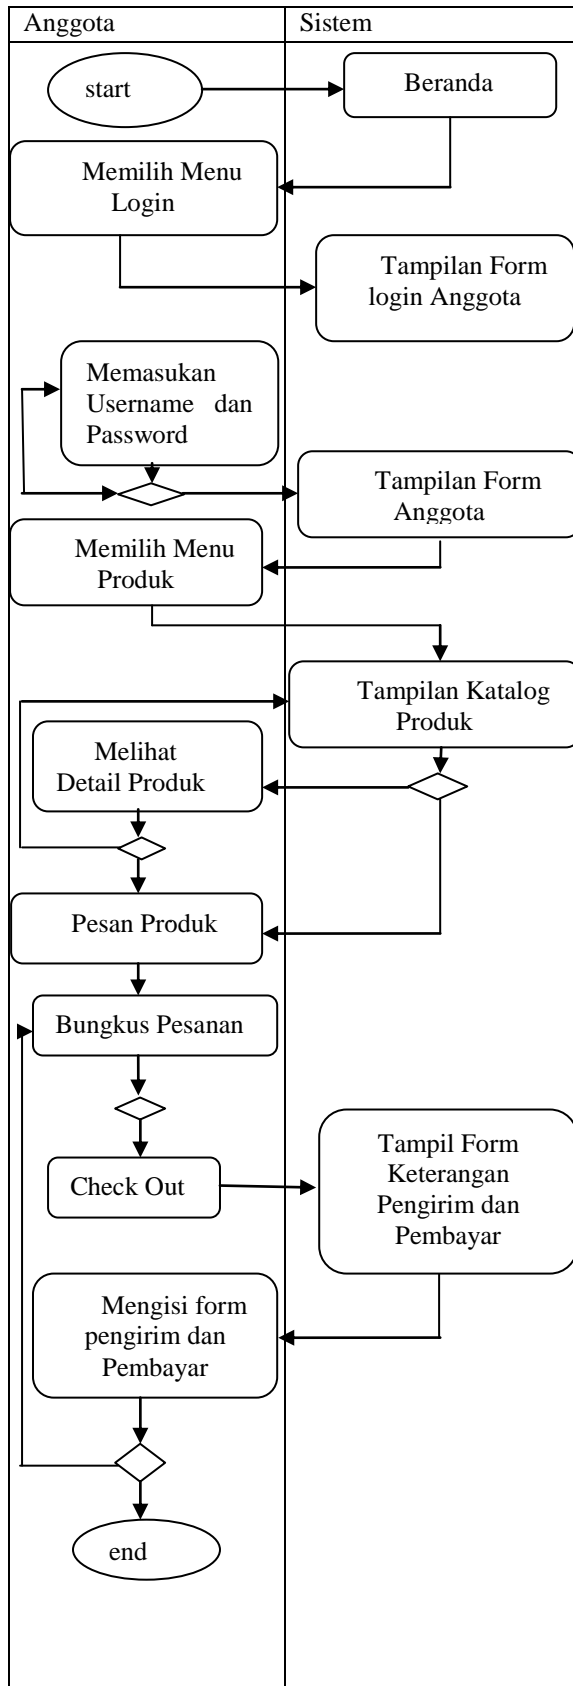 Anggota
Sistem
start
Beranda
Memilih Menu
Login
Tampilan Form
login Anggota
Memasukan
Username dan
Password
Tampilan Form
Anggota
Memilih Menu
Produk
Tampilan Katalog
Produk
Melihat
Detail Produk
Pesan Produk
Bungkus Pesanan
Check Out
Tampil Form
Keterangan
Pengirim dan
Pembayar
Mengisi form
pengirim dan
Pembayar
end